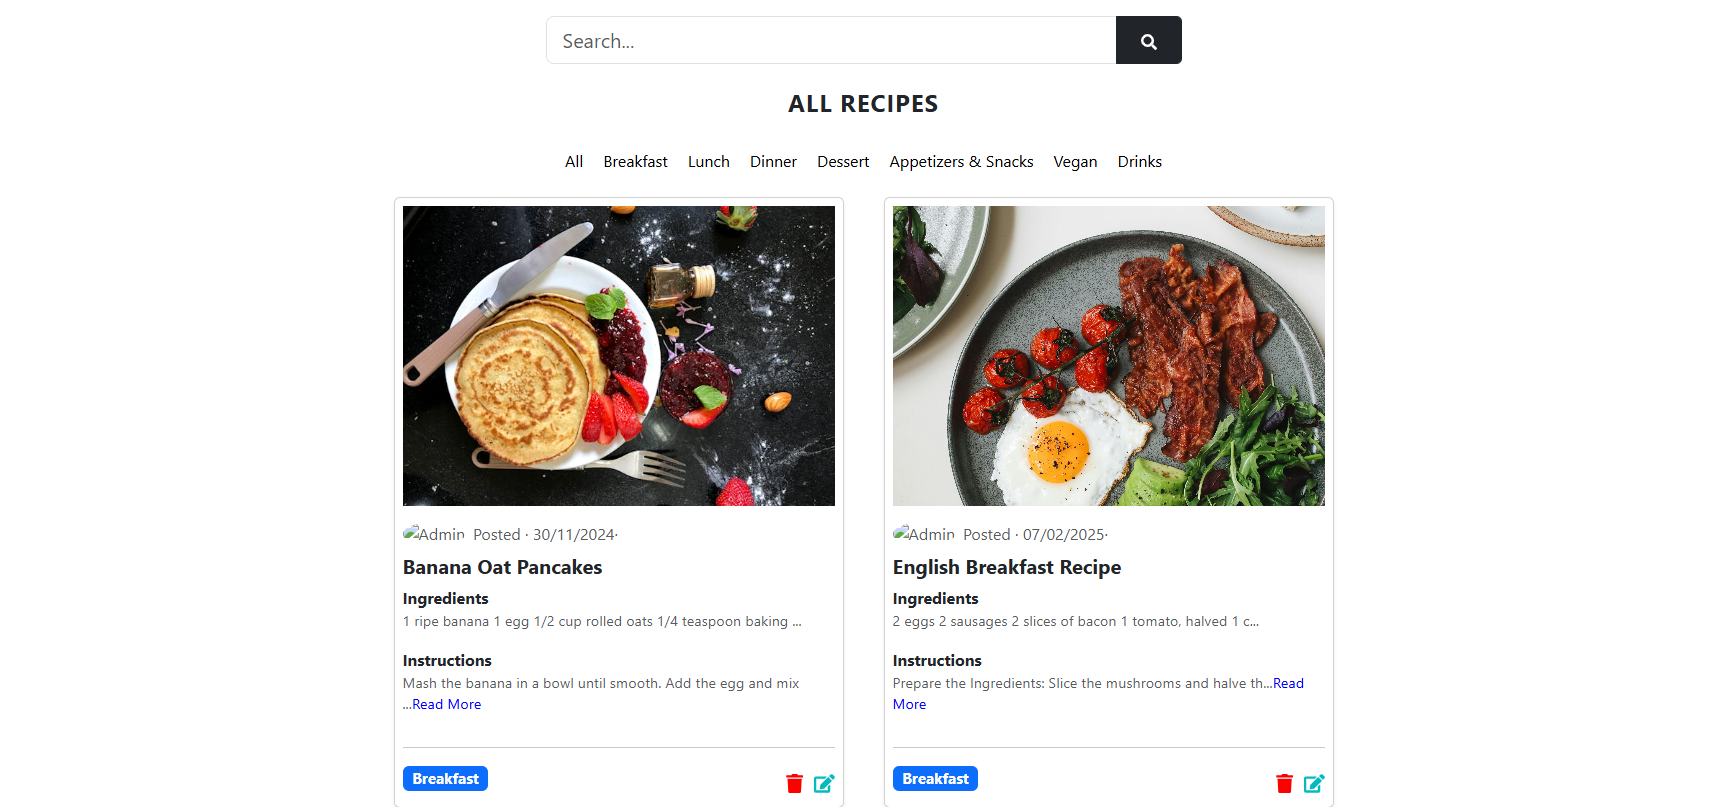 Search...
ALL RECIPES
All Breakfast Lunch Dinner Dessert Appetizers & Snacks Vegan Drinks
Admin Posted · 30/11/2024·
Banana Oat Pancakes
Ingredients
1 ripe banana 1 egg 1/2 cup rolled oats 1/4 teaspoon baking ...
Instructions
Mash the banana in a bowl until smooth. Add the egg and mix
...Read More
Breakfast
Admin Posted · 07/02/2025·
English Breakfast Recipe
Ingredients
2 eggs 2 sausages 2 slices of bacon 1 tomato, halved 1 c...
Instructions
Prepare the Ingredients: Slice the mushrooms and halve th...Read
More
Breakfast